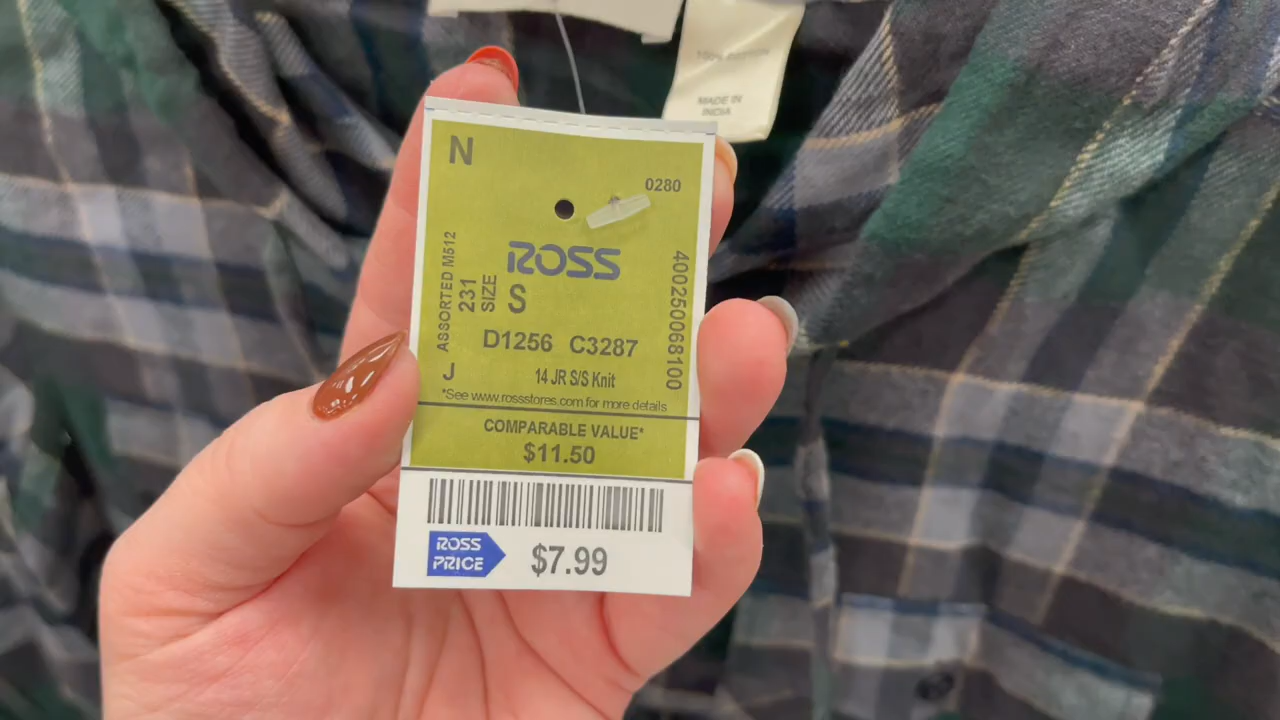 MADE IN
INDIA
N
0280
ROSS
ASSORTED M512
231
SIZE
S
400250068100
D1256 C3287
J
14 JR S/S Knit
*See www.rossstores.com for more details
COMPARABLE VALUE*
$11.50
ROSS
PRICE
$7.99